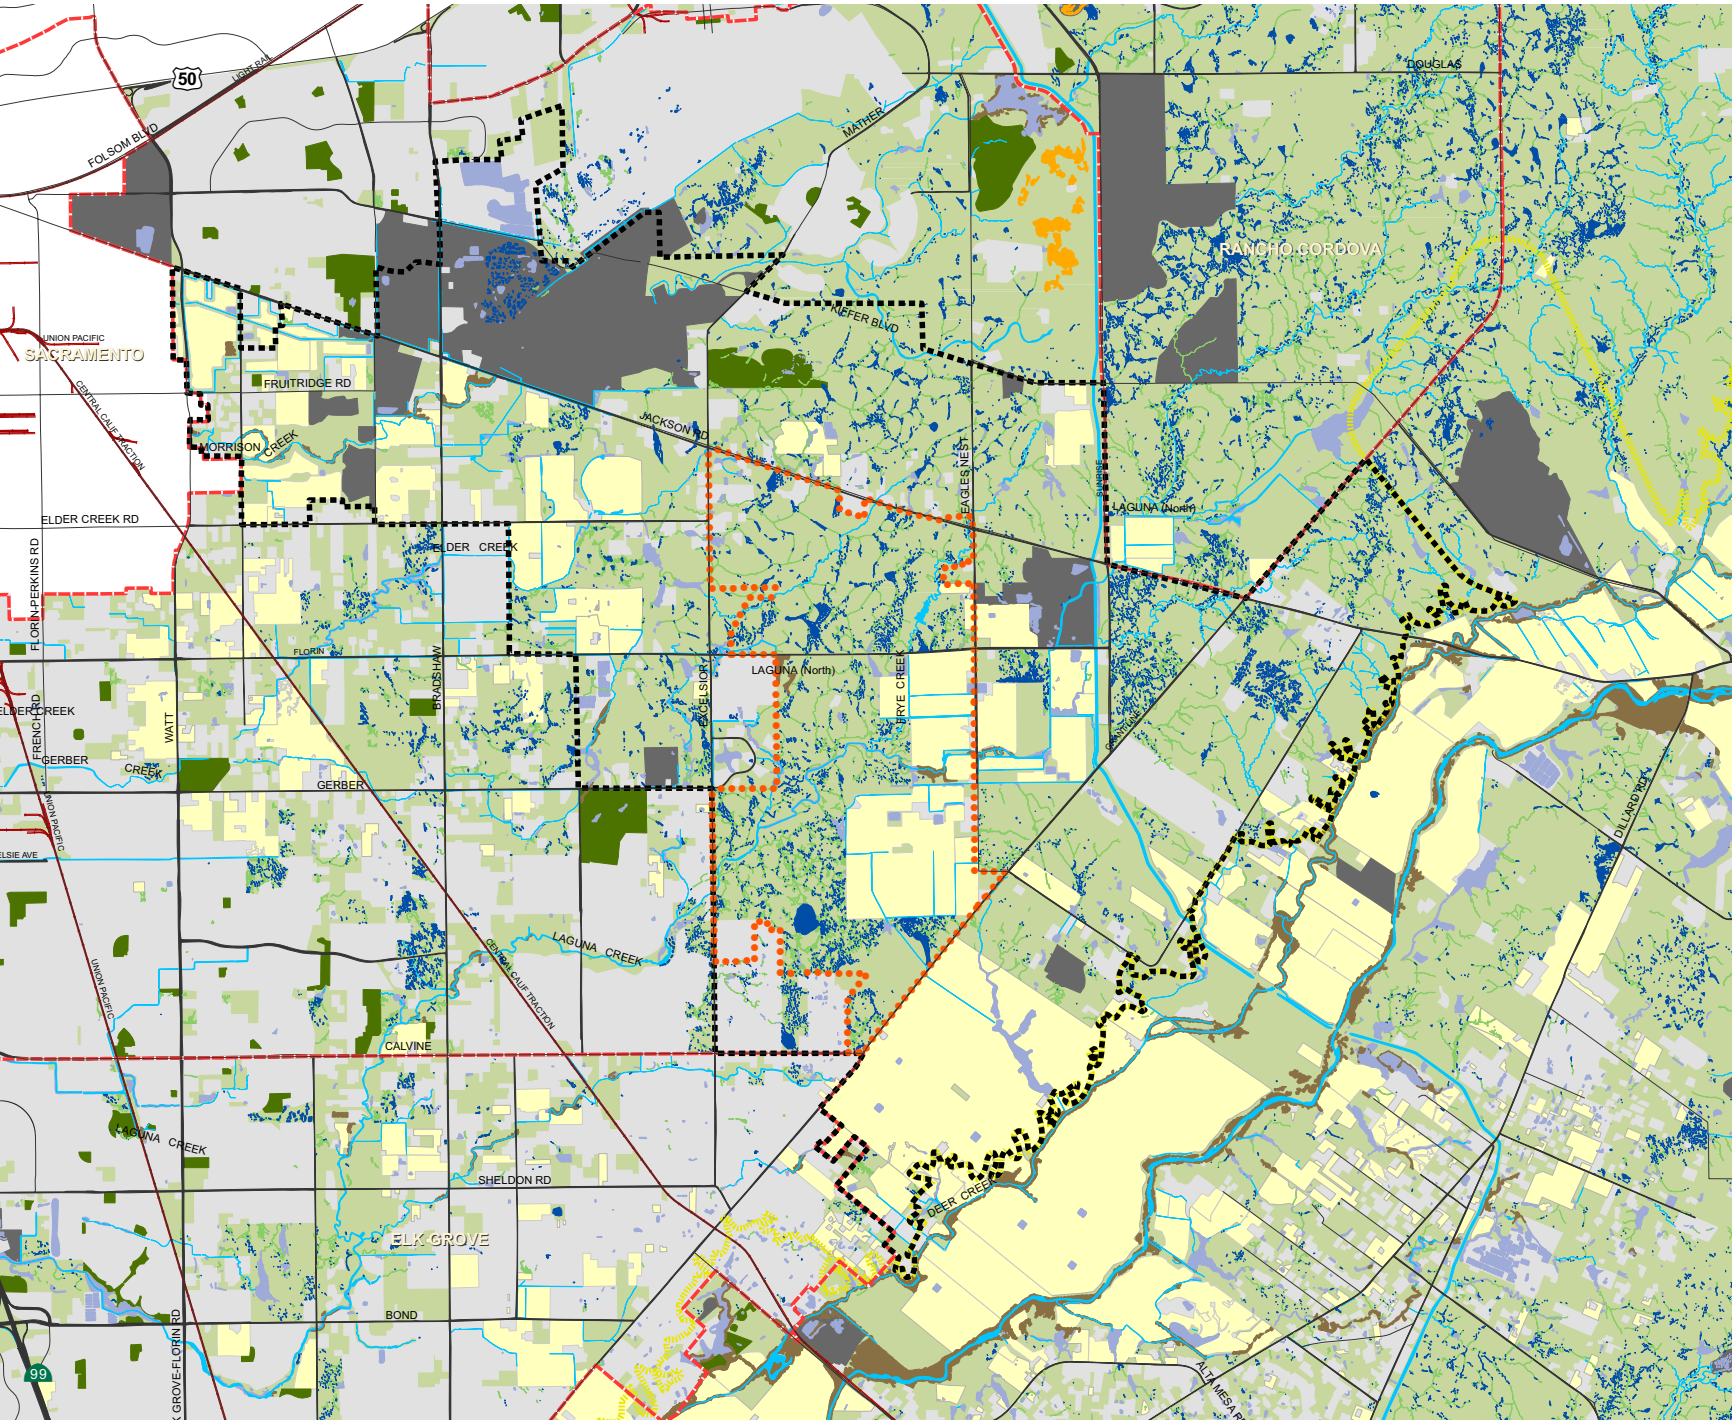 DOUGLAS
50
LIGHT RAIL
FOLSOM BLVD
MATHER
RANCHO CORDOVA
KIEFER BLVD
UNION PACIFIC
SACRAMENTO
CENTRAL CALIF TRACTION
FRUITRIDGE RD
JACKSON RD
MORRISON CREEK
EAGLES NEST
SUNRISE
LAGUNA (North)
ELDER CREEK RD
ELDER CREEK
FLORIN-PERKINS RD
FLORIN
LAGUNA (North)
BRADSHAW
EXCELSIOR
FRYE CREEK
FRENCH RD
ELDER CREEK
WATT
GRANTLINE
GERBER CREEK
GERBER
DILLARD RD
UNION PACIFIC
ELSIE AVE
LAGUNA CREEK
CENTRAL CALIF TRACTION
UNION PACIFIC
CALVINE
LAGUNA CREEK
SHELDON RD
DEER CREEK
ELK GROVE
BOND
K GROVE-FLORIN RD
99
ALTA MESA R